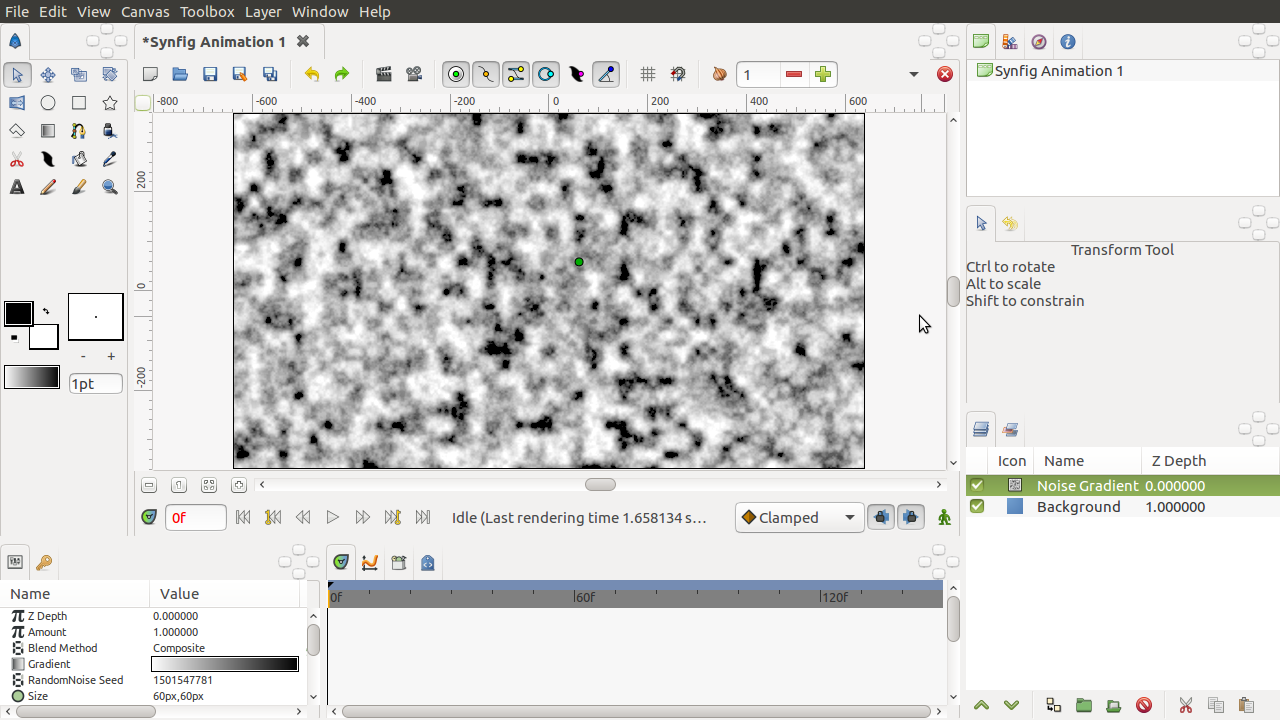 File Edit View Canvas Toolbox Layer Window Help
*Synfig Animation 1
1
-800 -600 -400 -200 0 200 400 600
200
0
-200
- +
1pt
0f
Idle (Last rendering time 1.658134 s...
Clamped
Name Value
Z Depth 0.000000
Amount 1.000000
Blend Method Composite
Gradient
RandomNoise Seed 1501547781
Size 60px,60px
0f 60f 120f
Synfig Animation 1
Transform Tool
Ctrl to rotate
Alt to scale
Shift to constrain
Icon Name Z Depth
Noise Gradient 0.000000
Background 1.000000